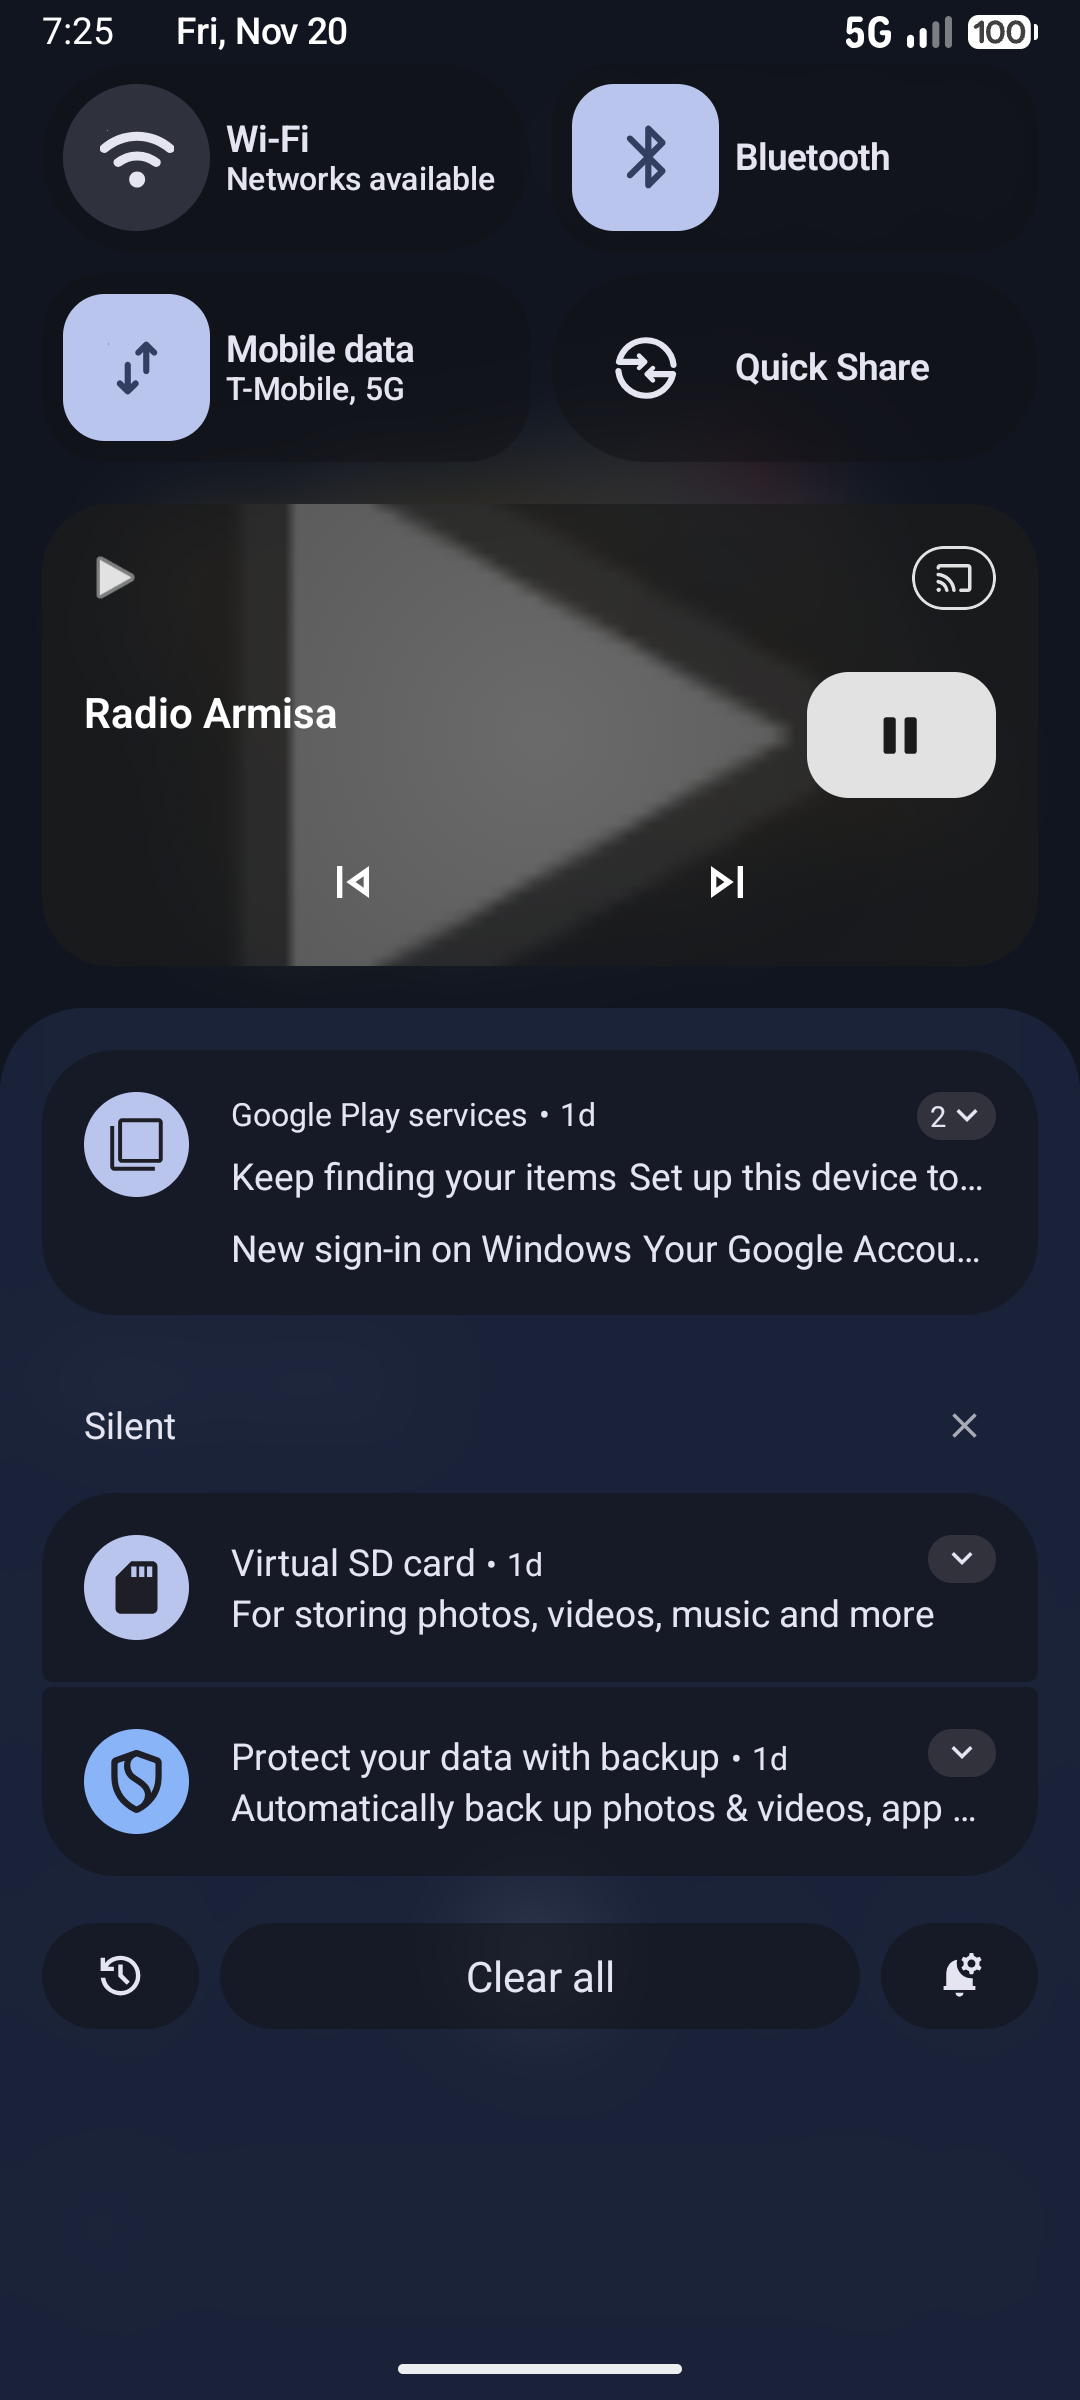 7:25 Fri, Nov 20 5G 100
Wi-Fi
Networks available
Bluetooth
Mobile data
T-Mobile, 5G
Quick Share
Radio Armisa
Google Play services • 1d
2
Keep finding your items Set up this device to…
New sign-in on Windows Your Google Accou…
Silent
Virtual SD card • 1d
For storing photos, videos, music and more
Protect your data with backup • 1d
Automatically back up photos & videos, app …
Clear all